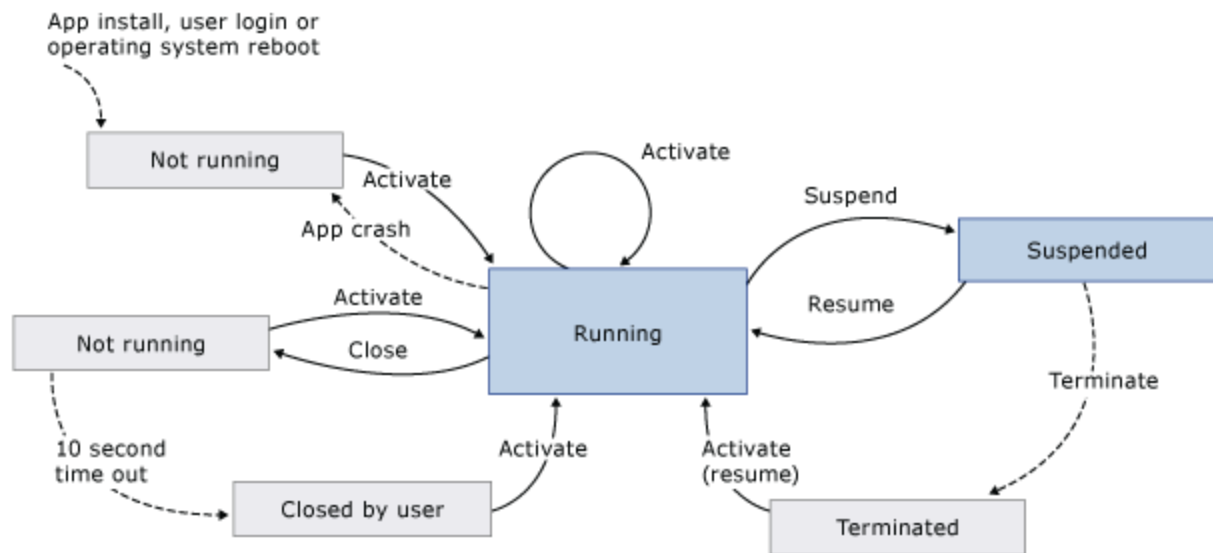 App install, user login or
operating system reboot
Not running
Activate
Activate
Suspend
App crash
Suspended
Activate
Resume
Running
Not running
Close
Terminate
10 second
time out
Activate
Activate
(resume)
Closed by user
Terminated